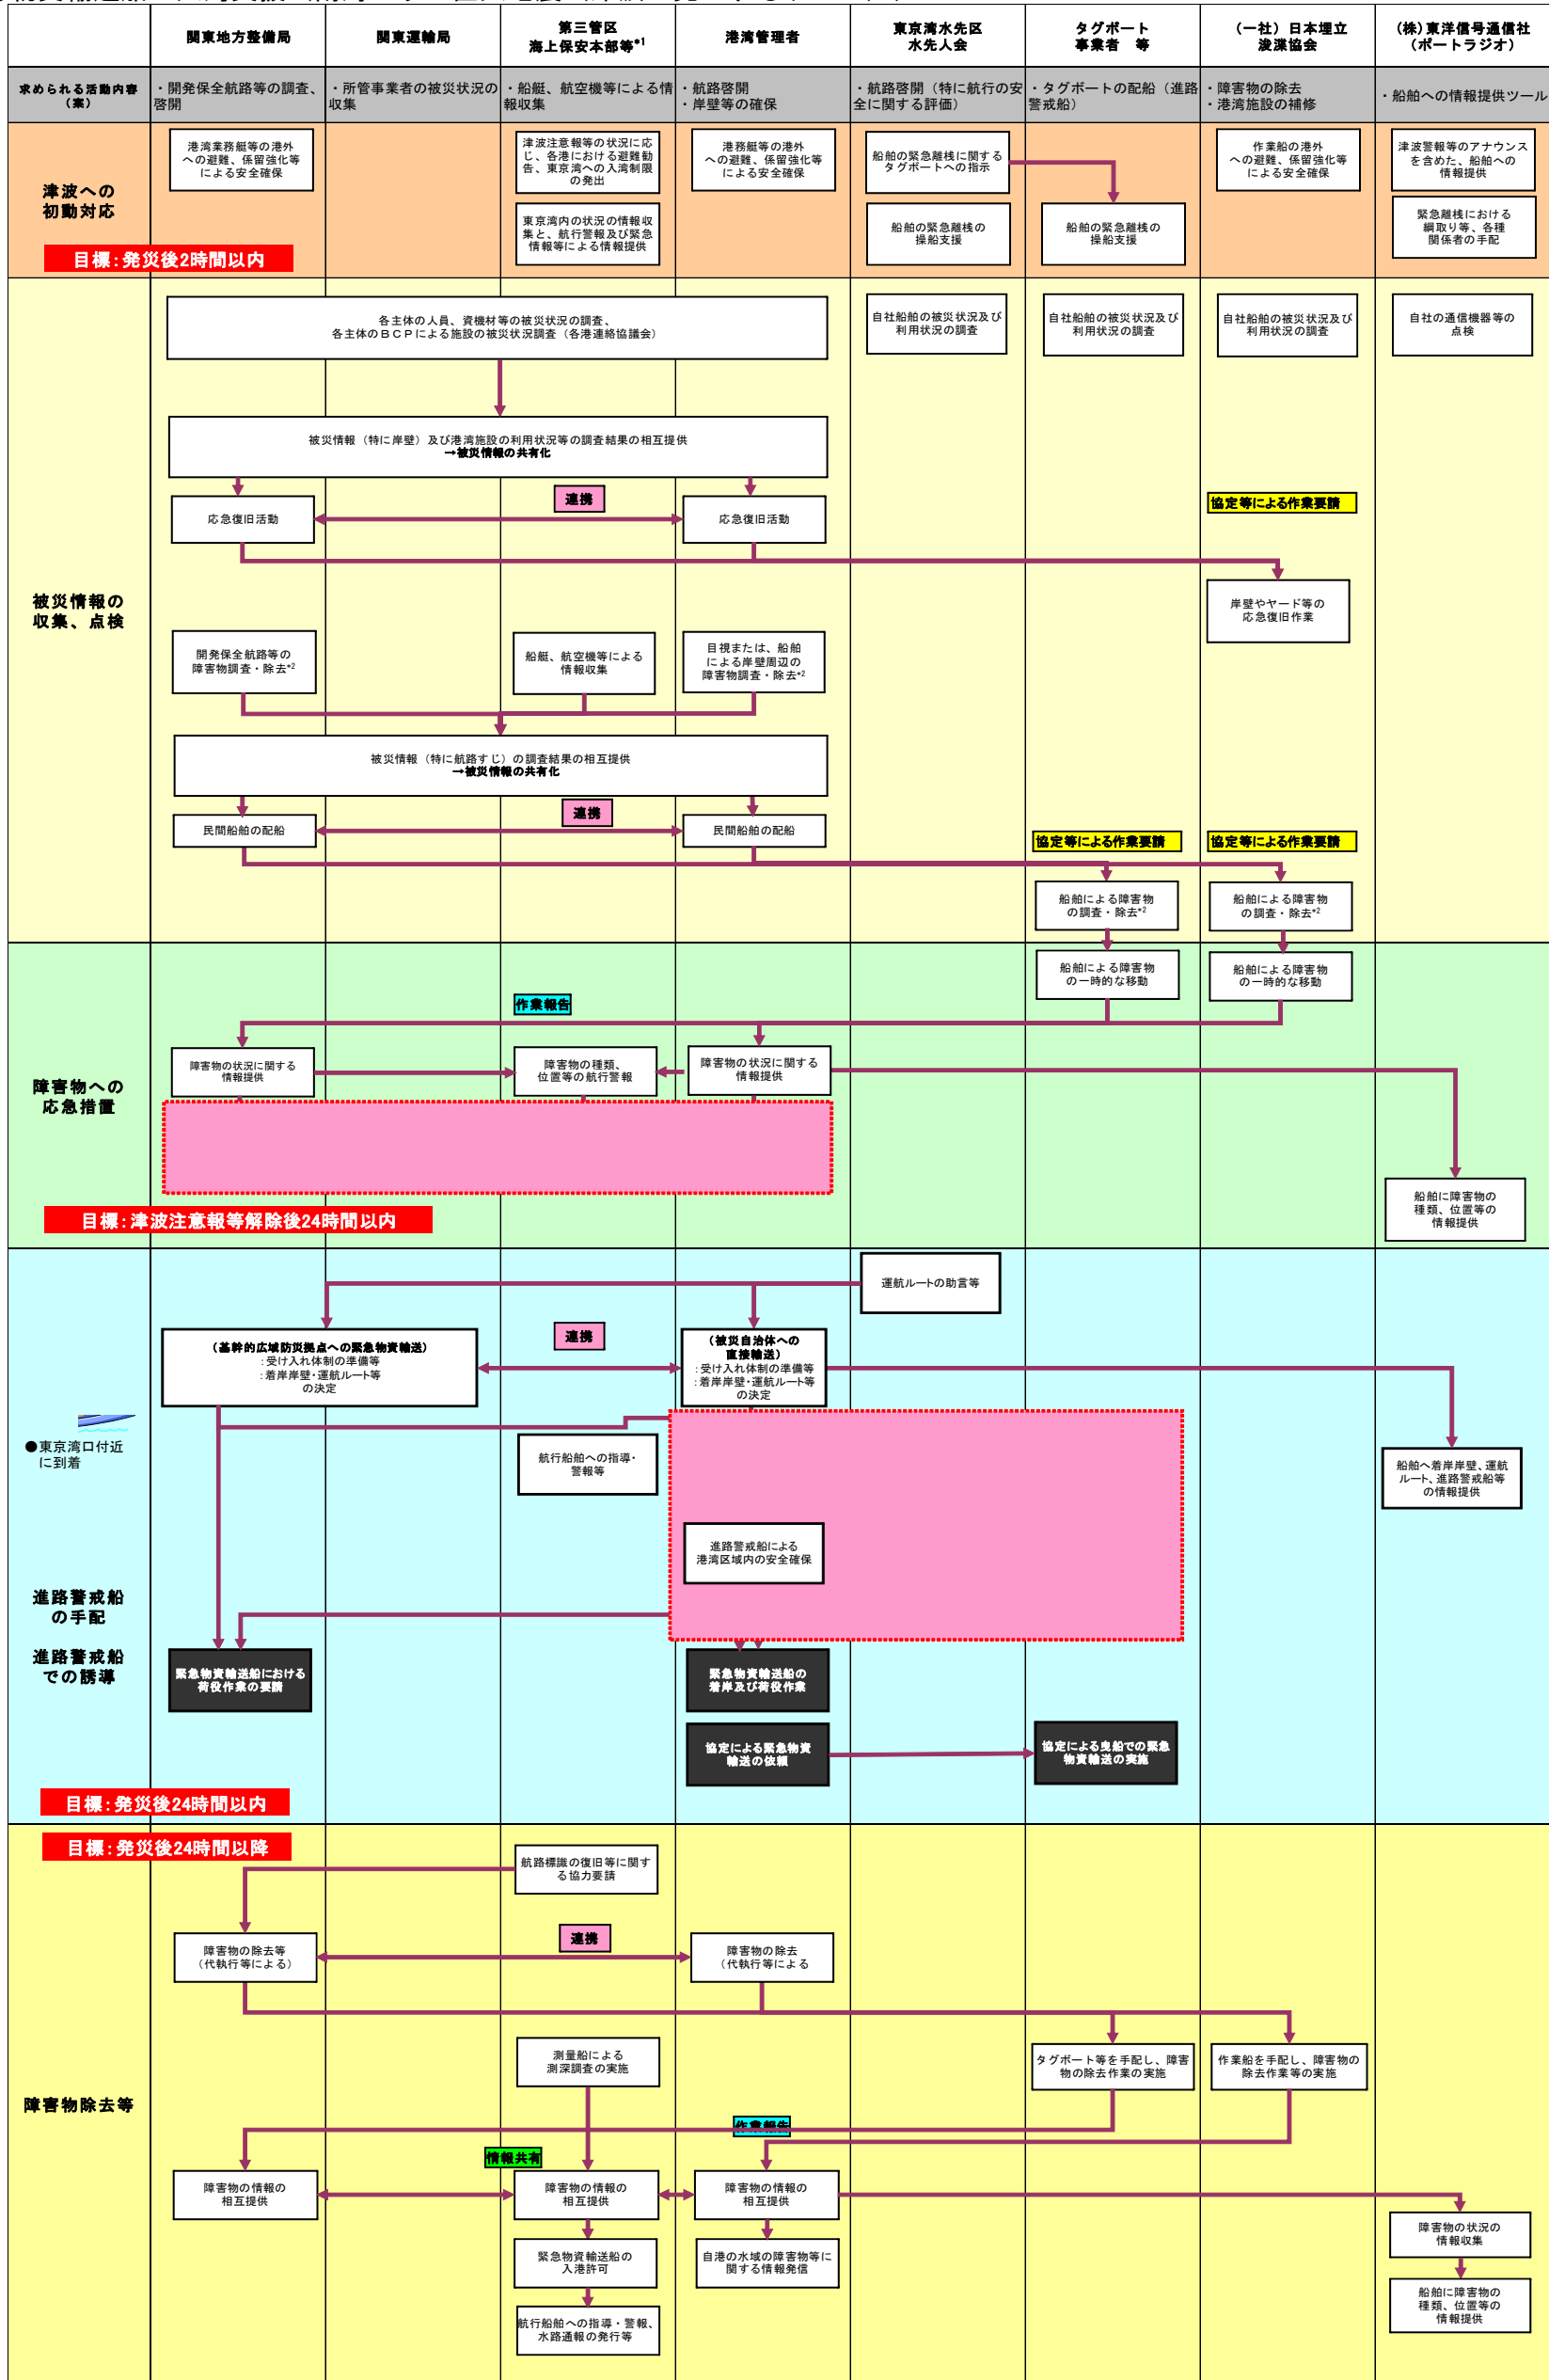 関東地方整備局
関東運輸局
第三管区
海上保安本部等*1
港湾管理者
東京湾水先区
水先人会
タグボート
事業者 等
(一社)日本埋立
浚渫協会
(株)東洋信号通信社
(ポートラジオ)
求められる活動内容
(案)
・開発保全航路等の調査、
啓開
・所管事業者の被災状況の
収集
・船艇、航空機等による情
報収集
・航路啓開
・岸壁等の確保
・航路啓開(特に航行の安
全に関する評価)
・タグボートの配船(進路
警戒船)
・障害物の除去
・港湾施設の補修
・船舶への情報提供ツール
津波への
初動対応
目標:発災後2時間以内
港湾業務艇等の港外
への避難、係留強化等
による安全確保
津波注意報等の状況に応
じ、各港における避難勧
告、東京湾への入湾制限
の発出
港務艇等の港外
への避難、係留強化等
による安全確保
船舶の緊急離桟に関する
タグボートへの指示
作業船の港外
への避難、係留強化等
による安全確保
津波警報等のアナウンス
を含めた、船舶への
情報提供
東京湾内の状況の情報収
集と、航行警報及び緊急
情報等による情報提供
船舶の緊急離桟の
操船支援
船舶の緊急離桟の
操船支援
緊急離桟における
綱取り等、各種
関係者の手配
被災情報の
収集、点検
各主体の人員、資機材等の被災状況の調査、
各主体のBCPによる施設の被災状況調査(各港連絡協議会)
自社船舶の被災状況及び
利用状況の調査
自社船舶の被災状況及び
利用状況の調査
自社船舶の被災状況及び
利用状況の調査
自社の通信機器等の
点検
被災情報(特に岸壁)及び港湾施設の利用状況等の調査結果の相互提供
→被災情報の共有化
連携
協定等による作業要請
応急復旧活動
応急復旧活動
岸壁やヤード等の
応急復旧作業
開発保全航路等の
障害物調査・除去*2
船艇、航空機等による
情報収集
目視または、船舶
による岸壁周辺の
障害物調査・除去*2
被災情報(特に航路すじ)の調査結果の相互提供
→被災情報の共有化
連携
民間船舶の配船
民間船舶の配船
協定等による作業要請
協定等による作業要請
船舶による障害物
の調査・除去*2
船舶による障害物
の調査・除去*2
障害物への
応急措置
船舶による障害物
の一時的な移動
船舶による障害物
の一時的な移動
作業報告
障害物の状況に関する
情報提供
障害物の種類、
位置等の航行警報
障害物の状況に関する
情報提供
船舶に障害物の
種類、位置等の
情報提供
目標:津波注意報等解除後24時間以内
運航ルートの助言等
(基幹的広域防災拠点への緊急物資輸送)
:受け入れ体制の準備等
:着岸岸壁・運航ルート等
の決定
連携
(被災自治体への
直接輸送)
:受け入れ体制の準備等
:着岸岸壁・運航ルート等
の決定
●東京湾口付近
に到着
航行船舶への指導・
警報等
船舶へ着岸岸壁、運航
ルート、進路警戒船等
の情報提供
進路警戒船による
港湾区域内の安全確保
進路警戒船
の手配
進路警戒船
での誘導
緊急物資輸送船における
荷役作業の要請
緊急物資輸送船の
着岸及び荷役作業
協定による緊急物資
輸送の依頼
協定による曳船での緊急
物資輸送の実施
目標:発災後24時間以内
目標:発災後24時間以降
航路標識の復旧等に関す
る協力要請
連携
障害物の除去等
(代執行等による)
障害物の除去
(代執行等による
障害物除去等
測量船による
測深調査の実施
タグボート等を手配し、障害
物の除去作業の実施
作業船を手配し、障害物の
除去作業等の実施
作業報告
情報共有
障害物の情報の
相互提供
障害物の情報の
相互提供
障害物の情報の
相互提供
障害物の状況の
情報収集
緊急物資輸送船の
入港許可
自港の水域の障害物等に
関する情報発信
船舶に障害物の
種類、位置等の
情報提供
航行船舶への指導・警報、
水路通報の発行等